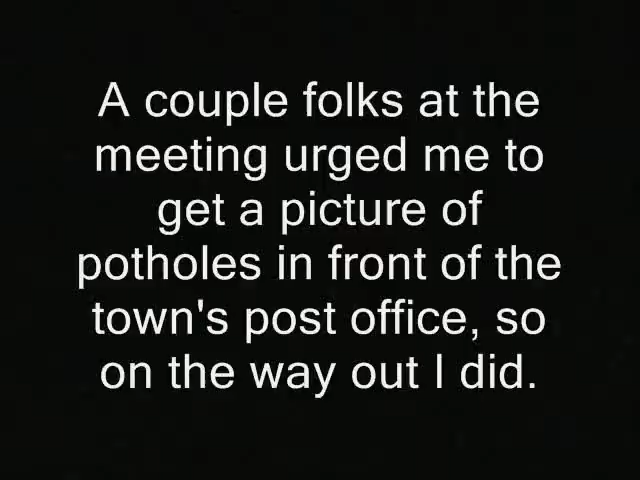 A couple folks at the
meeting urged me to
get a picture of
potholes in front of the
town's post office, so
on the way out I did.